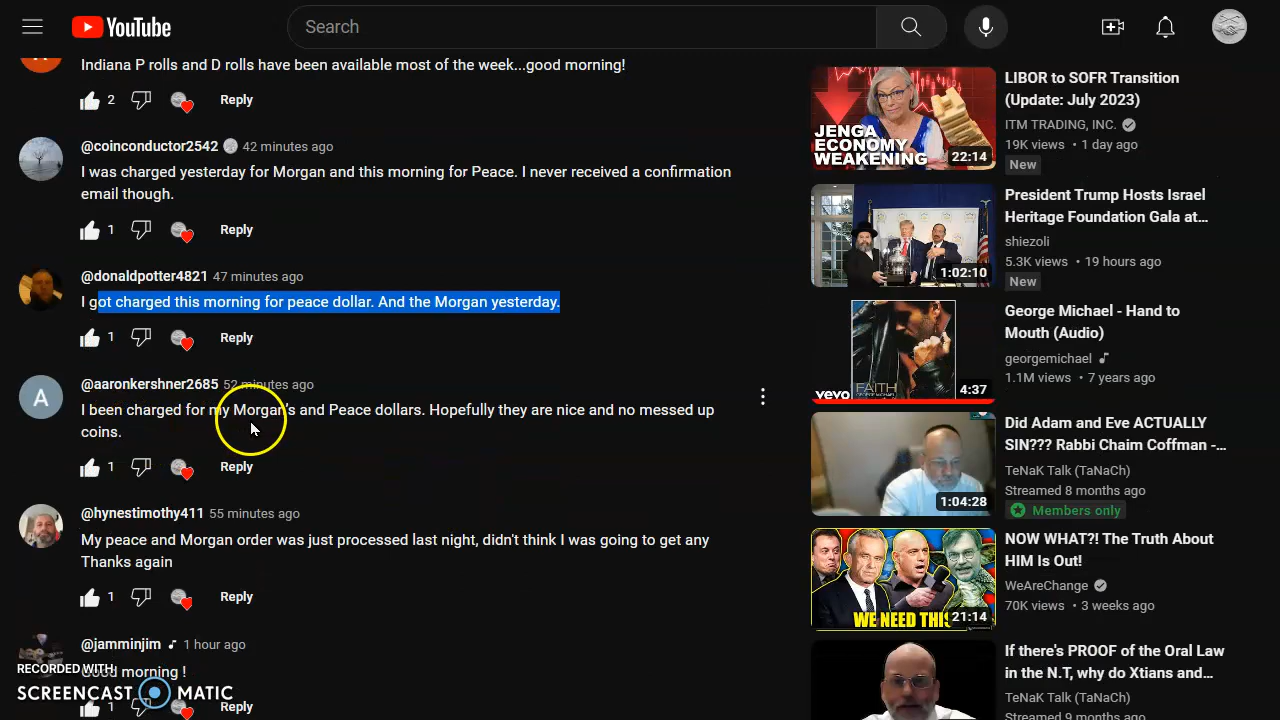 YouTube
Search
Indiana P rolls and D rolls have been available most of the week...good morning!
2 Reply
@coinconductor2542 42 minutes ago
I was charged yesterday for Morgan and this morning for Peace. I never received a confirmation
email though.
1 Reply
@donaldpotter4821 47 minutes ago
I got charged this morning for peace dollar. And the Morgan yesterday.
1 Reply
A
@aaronkershner2685 52 minutes ago
I been charged for my Morgan's and Peace dollars. Hopefully they are nice and no messed up
coins.
1 Reply
@hynestimothy411 55 minutes ago
My peace and Morgan order was just processed last night, didn't think I was going to get any
Thanks again
1 Reply
@jamminjim 1 hour ago
Good morning !
1 Reply
RECORDED WITH
SCREENCAST MATIC
JENGA
ECONOMY
WEAKENING
22:14
LIBOR to SOFR Transition
(Update: July 2023)
ITM TRADING, INC.
19K views • 1 day ago
New
1:02:10
President Trump Hosts Israel
Heritage Foundation Gala at...
shiezoli
5.3K views • 19 hours ago
New
FAITH
vevo
4:37
George Michael - Hand to
Mouth (Audio)
georgemichael
1.1M views • 7 years ago
1:04:28
Did Adam and Eve ACTUALLY
SIN??? Rabbi Chaim Coffman -...
TeNaK Talk (TaNaCh)
Streamed 8 months ago
Members only
WE NEED THIS
21:14
NOW WHAT?! The Truth About
HIM Is Out!
WeAreChange
70K views • 3 weeks ago
If there's PROOF of the Oral Law
in the N.T, why do Xtians and...
TeNaK Talk (TaNaCh)
Streamed 9 months ago